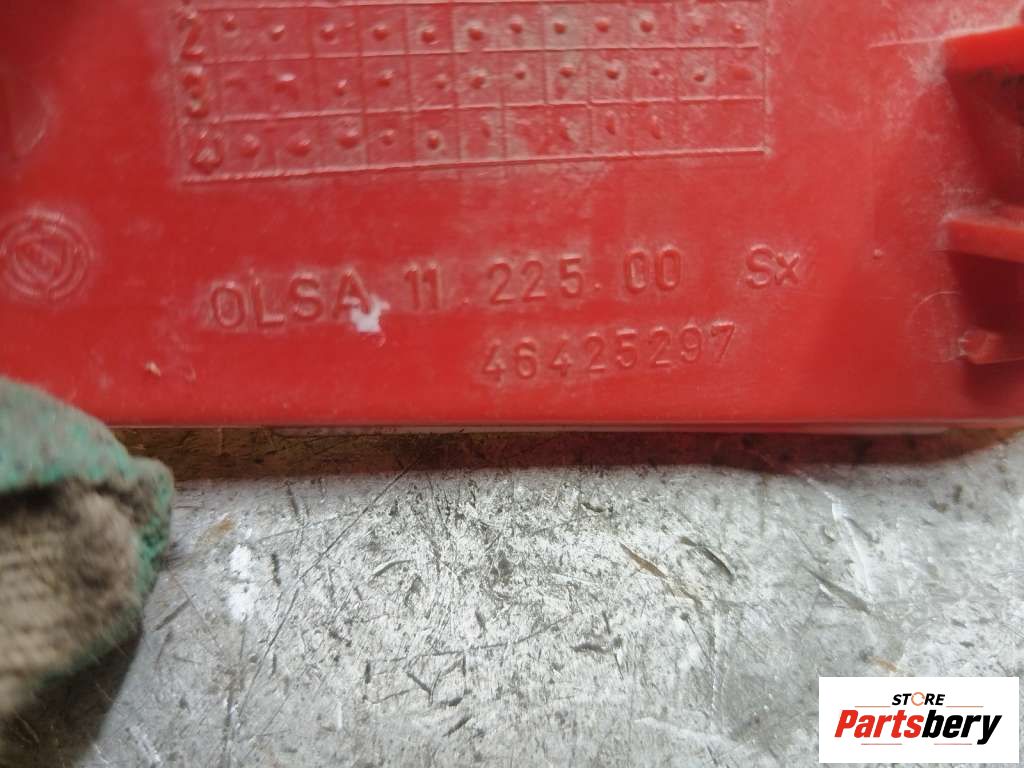 2
3
4
OLSA 11.225.00 Sx
46425297
STORE
Partsbery